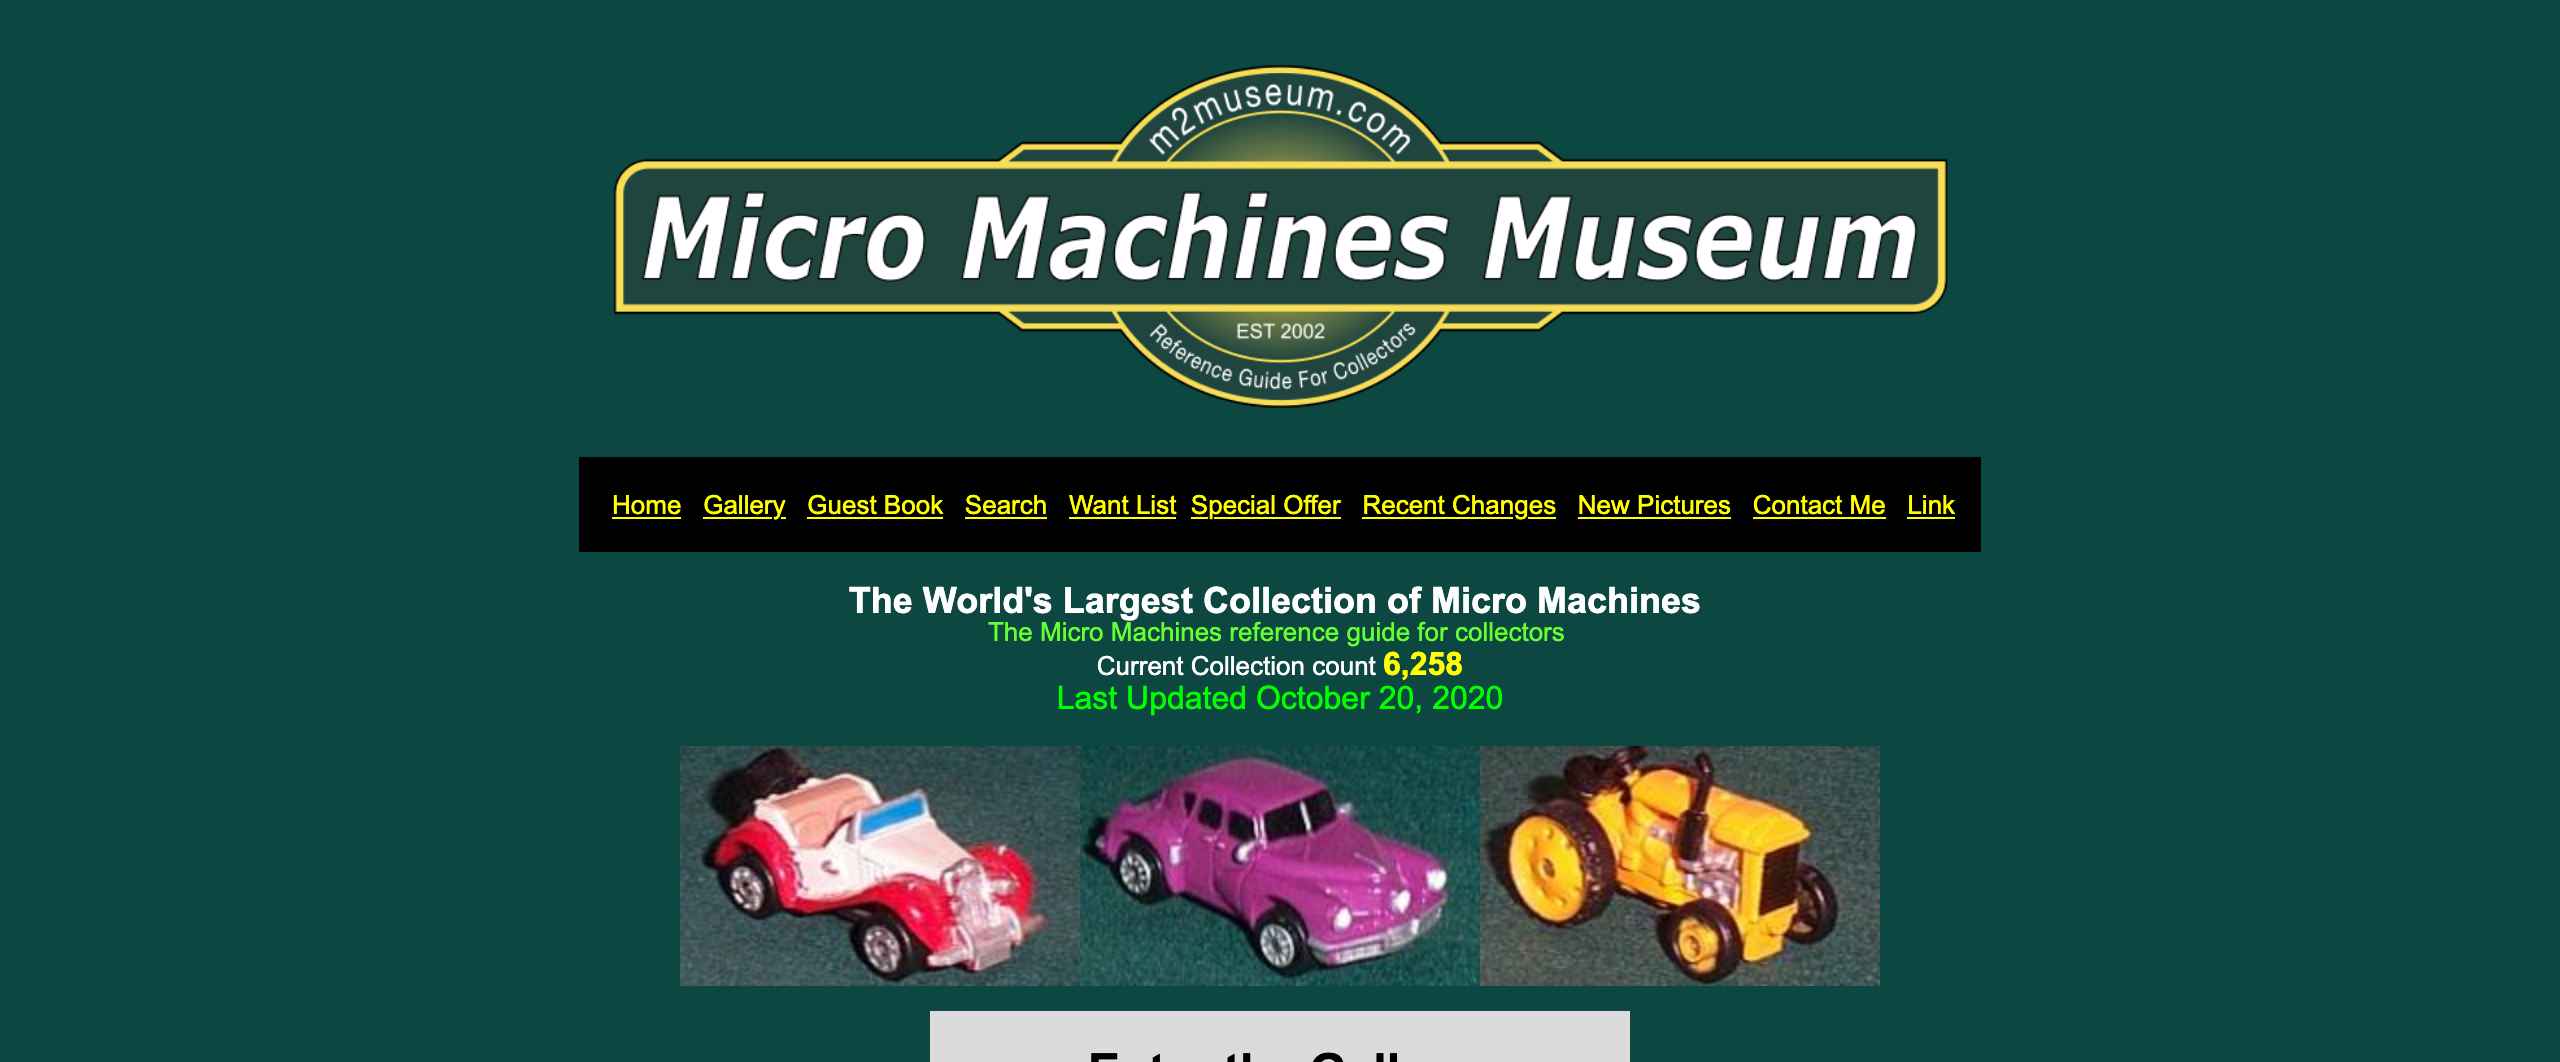 m2museum.com
Micro Machines Museum
EST 2002
Reference Guide For Collectors
Home Gallery Guest Book Search Want List Special Offer Recent Changes New Pictures Contact Me Link
The World's Largest Collection of Micro Machines
The Micro Machines reference guide for collectors
Current Collection count 6,258
Last Updated October 20, 2020